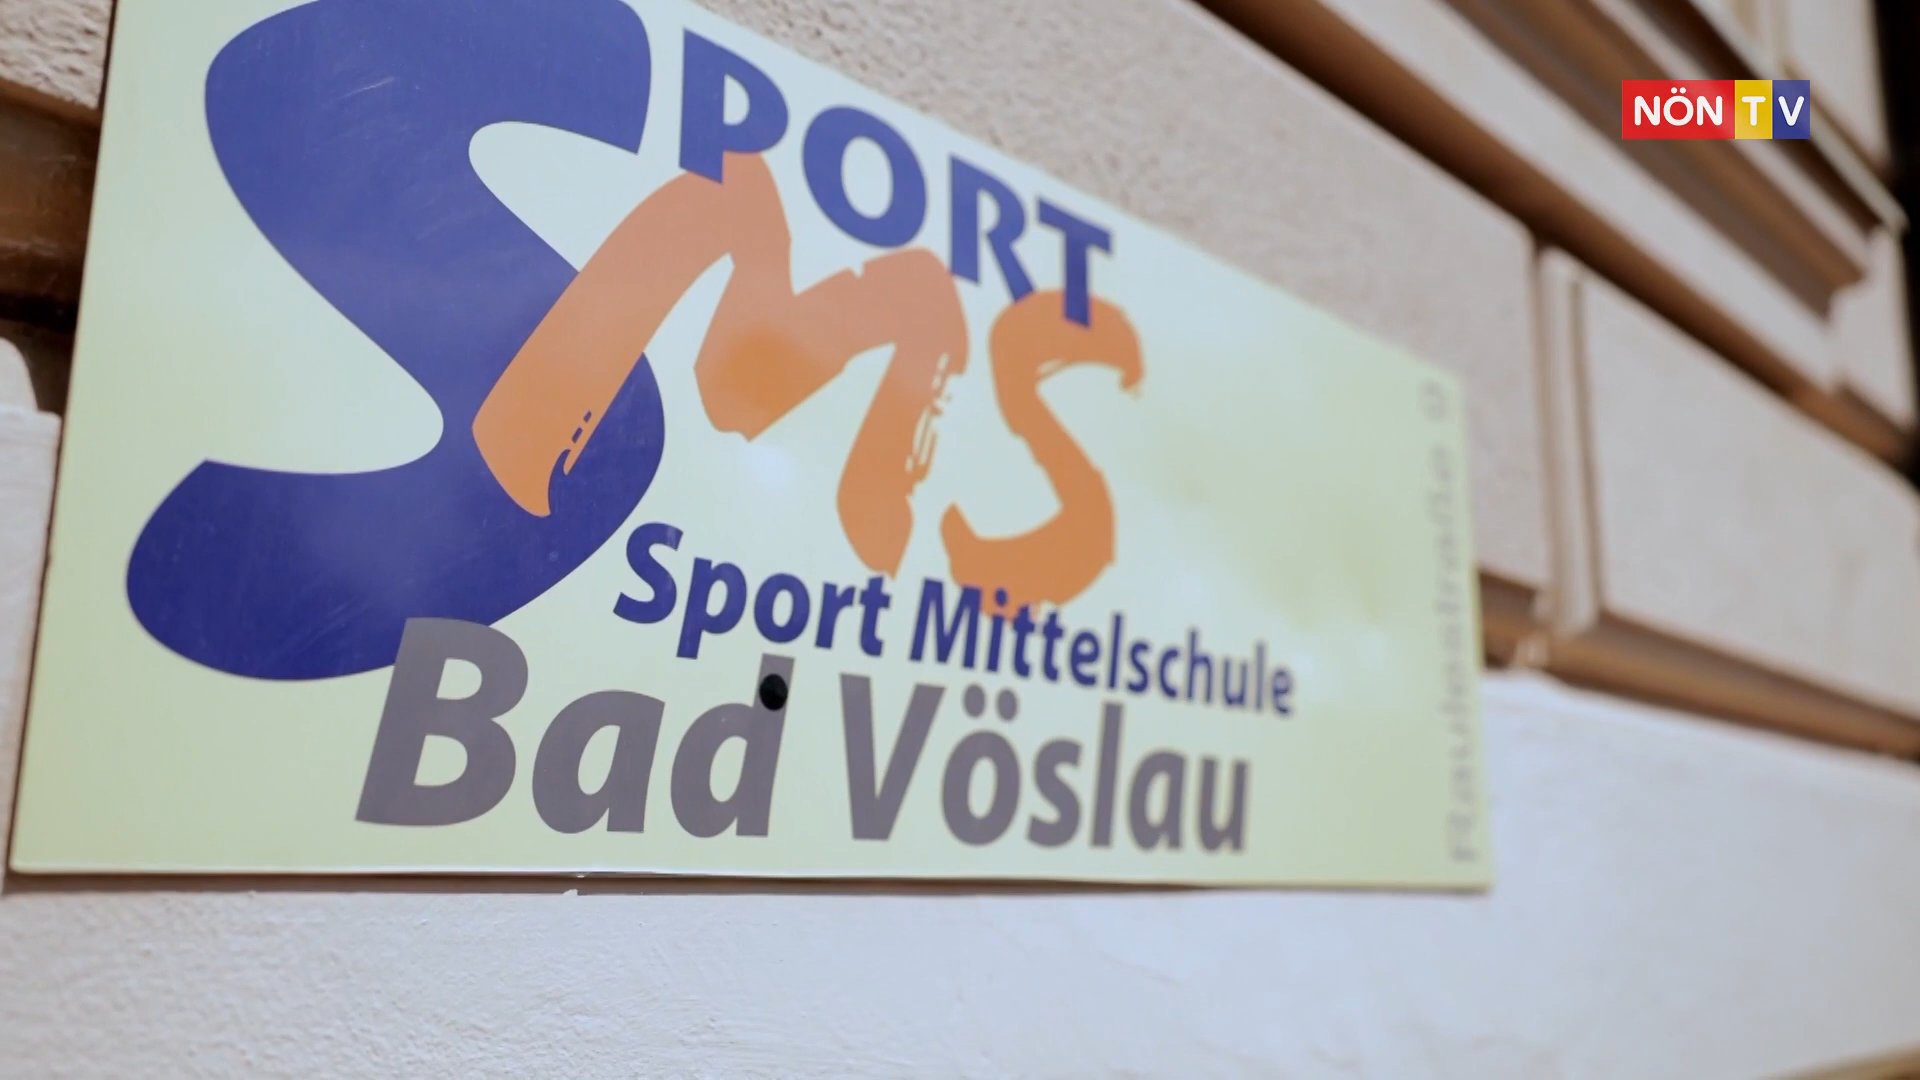 NÖN TV
SPORT
MS
Sport Mittelschule
Bad Vöslau